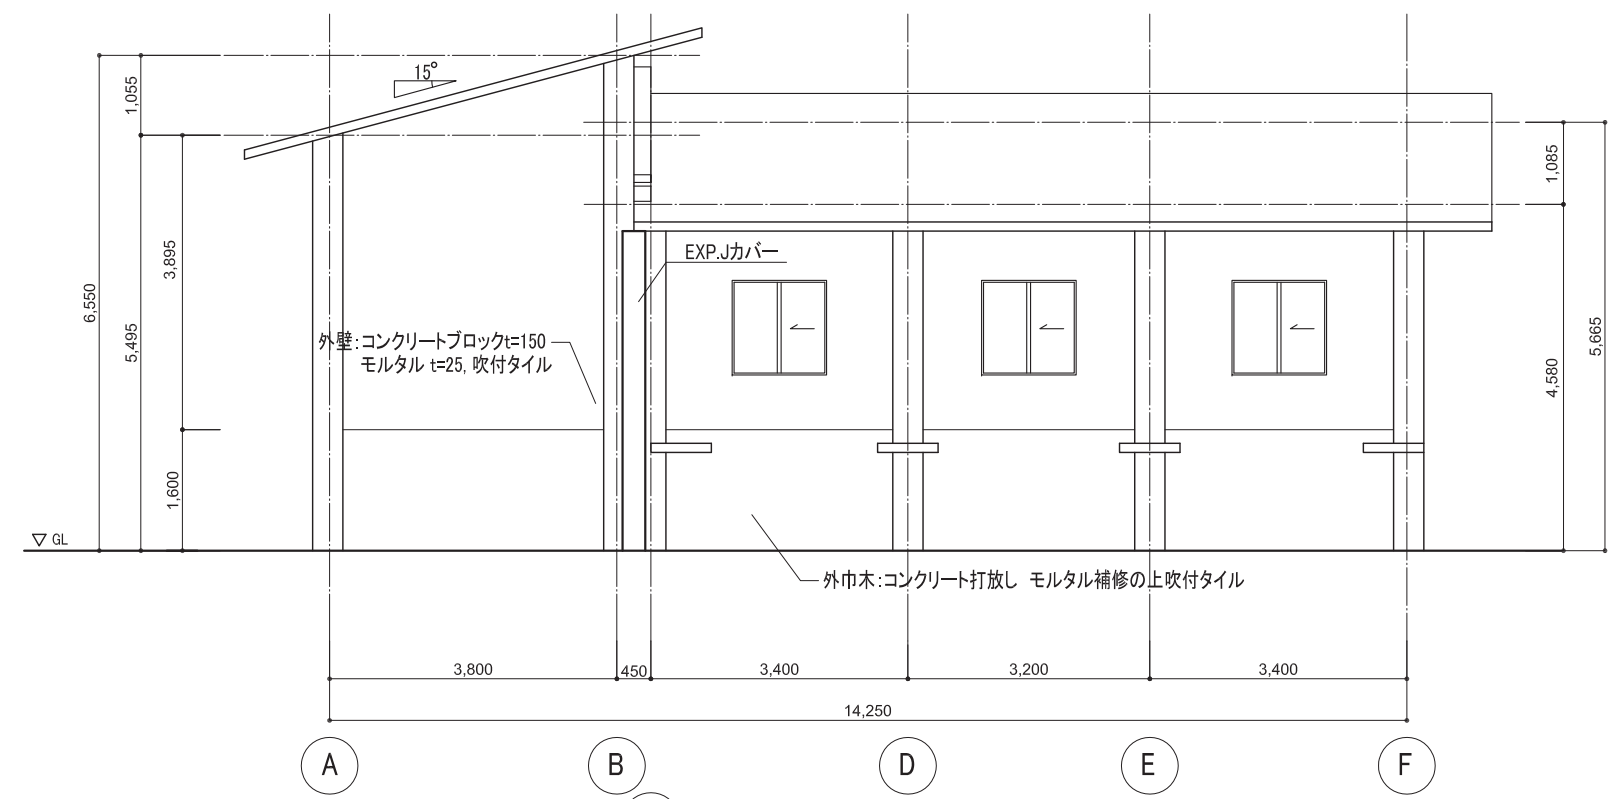 15°
1,055
1,085
EXP.Jカバー
3,895
6,550
5,495
外壁:コンクリートブロックt=150
モルタル t=25, 吹付タイル
5,665
4,580
1,600
GL
外巾木:コンクリート打放し モルタル補修の上吹付タイル
3,800
450
3,400
3,200
3,400
14,250
A
B
D
E
F